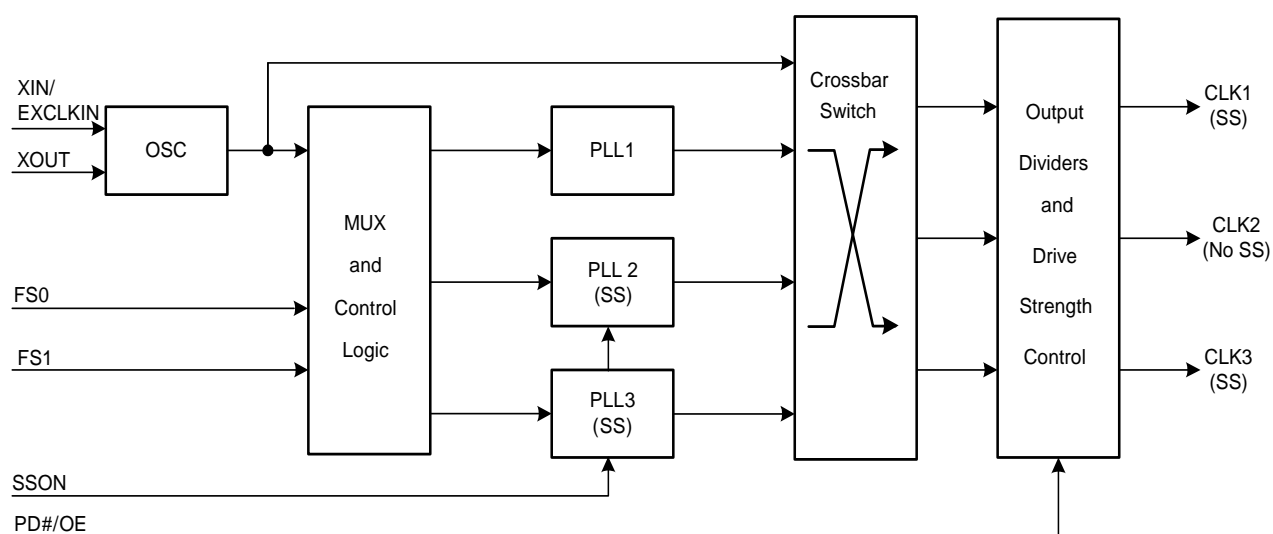 XIN/
EXCLKIN
XOUT
OSC
FS0
FS1
SSON
PD#/OE
MUX
and
Control
Logic
PLL1
PLL 2
(SS)
PLL3
(SS)
Crossbar
Switch
Output
Dividers
and
Drive
Strength
Control
CLK1
(SS)
CLK2
(No SS)
CLK3
(SS)